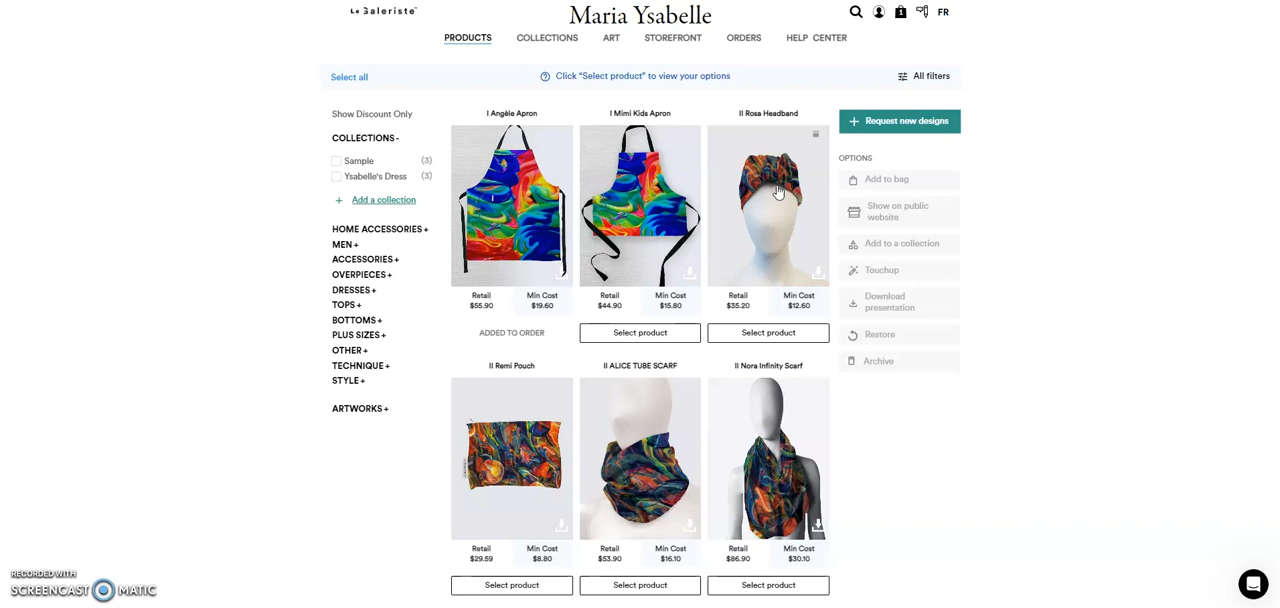 Le Galeriste™
Maria Ysabelle
1
FR
PRODUCTS
COLLECTIONS
ART
STOREFRONT
ORDERS
HELP CENTER
Select all
Click "Select product" to view your options
All filters
Show Discount Only
COLLECTIONS-
Sample (3)
Ysabelle's Dress (3)
+ Add a collection
HOME ACCESSORIES+
MEN+
ACCESSORIES+
OVERPIECES+
DRESSES+
TOPS+
BOTTOMS+
PLUS SIZES+
OTHER+
TECHNIQUE+
STYLE+
ARTWORKS+
I Angèle Apron
I Mimi Kids Apron
II Rosa Headband
Retail Min Cost
$55.90 $19.60
Retail Min Cost
$44.90 $15.80
Retail Min Cost
$35.20 $12.60
ADDED TO ORDER
Select product
Select product
II Remi Pouch
II ALICE TUBE SCARF
II Nora Infinity Scarf
Retail Min Cost
$29.59 $8.80
Retail Min Cost
$53.90 $16.10
Retail Min Cost
$86.90 $30.10
Select product
Select product
Select product
+ Request new designs
OPTIONS
Add to bag
Show on public
website
Add to a collection
Touchup
Download
presentation
Restore
Archive
RECORDED WITH
SCREENCAST MATIC